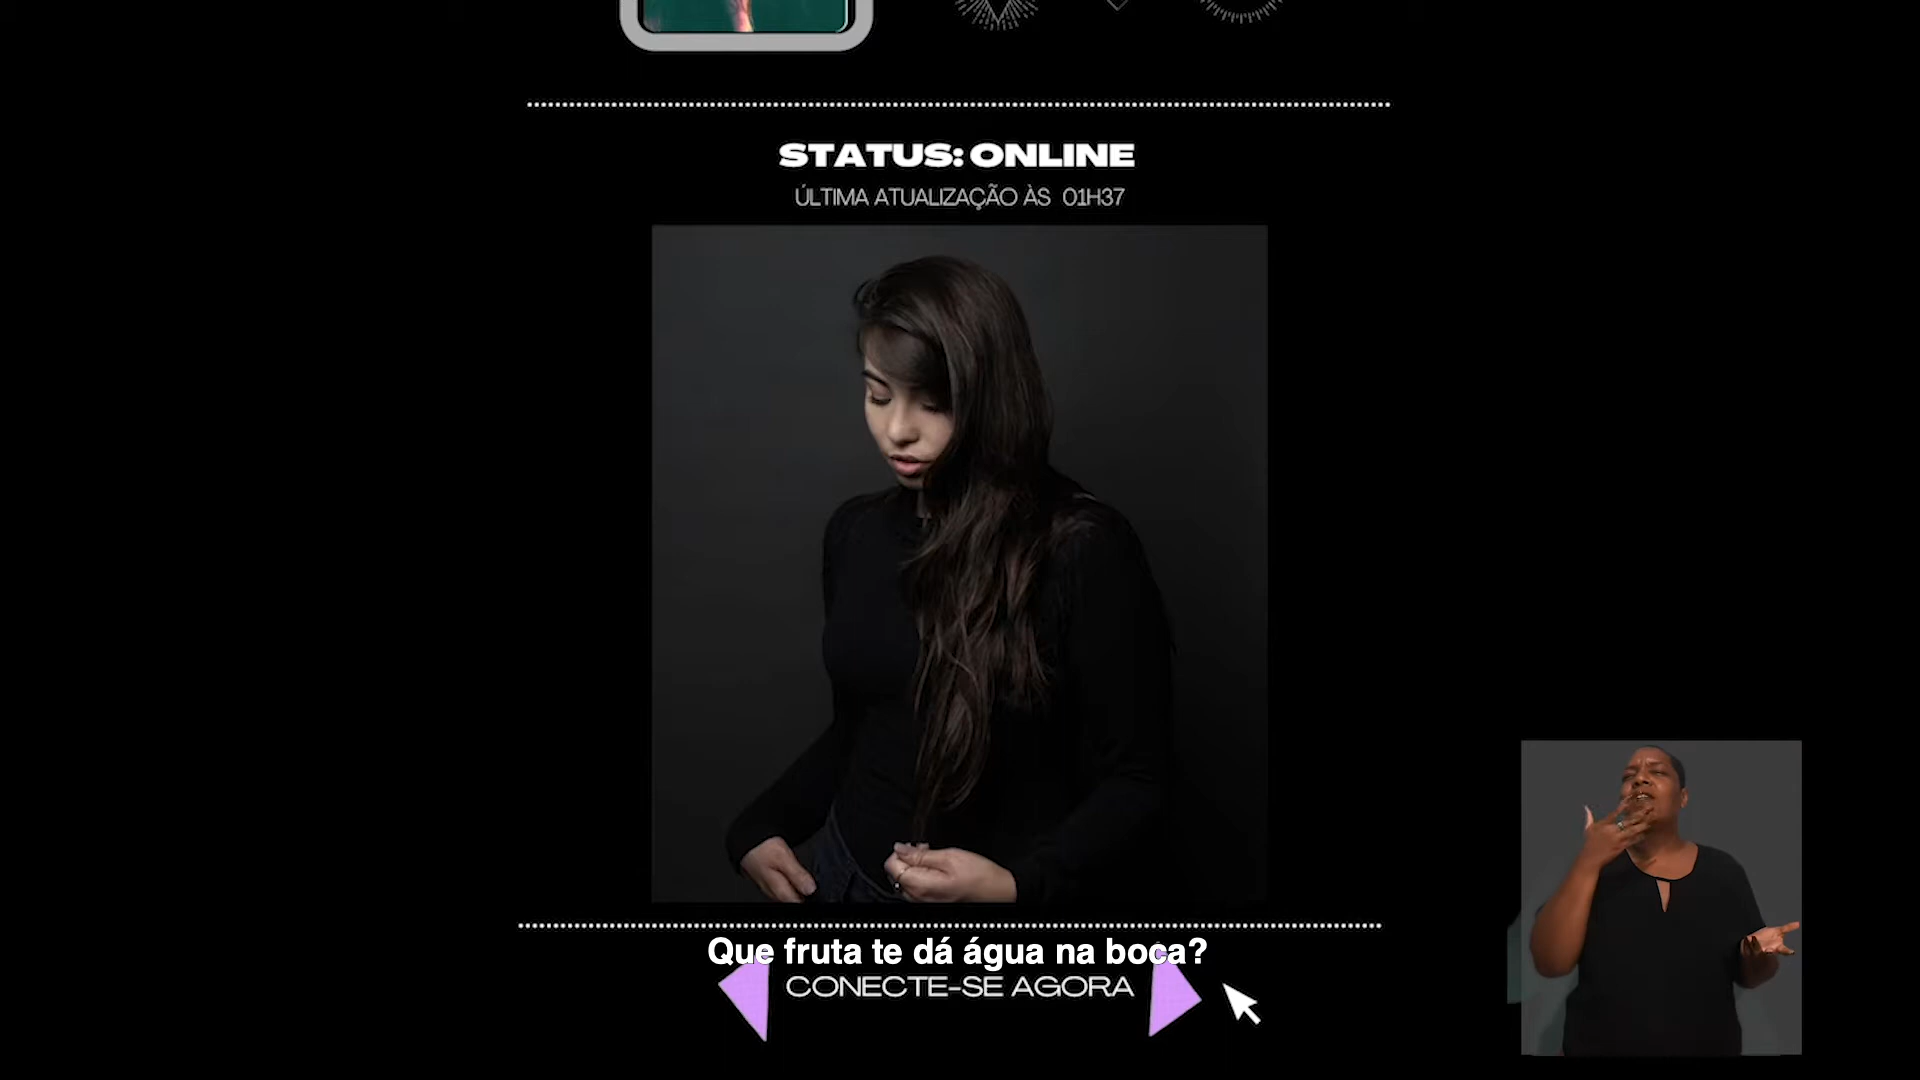 STATUS: ONLINE
ÚLTIMA ATUALIZAÇÃO ÀS 01H37
Que fruta te dá água na boca?
CONECTE-SE AGORA